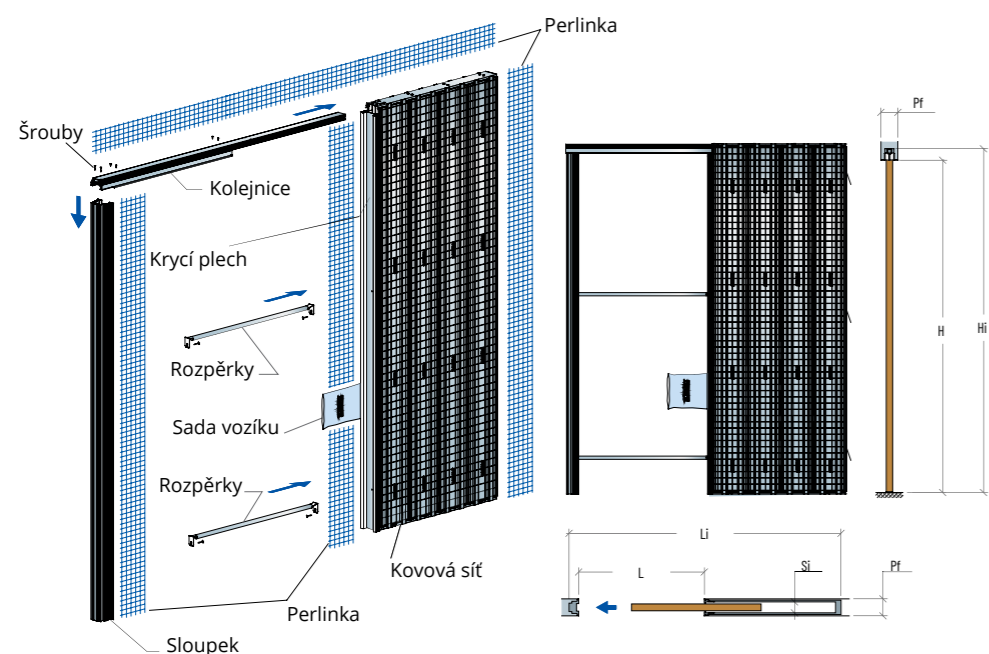 Perlinka
Šrouby
Kolejnice
Krycí plech
Rozpěrky
Sada vozíku
Rozpěrky
Kovová síť
Perlinka
Sloupek
Pf
H
Hi
Li
L
Si
Pf